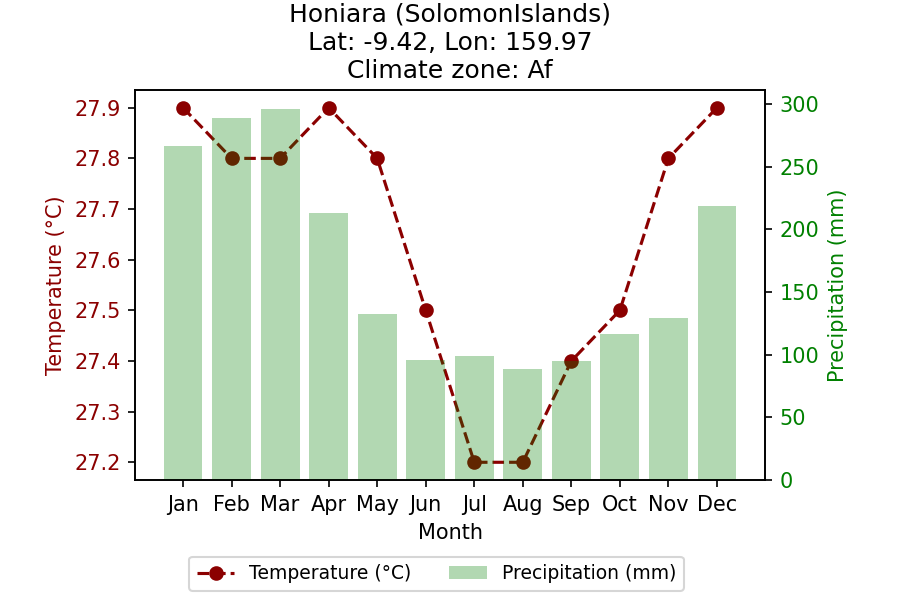 Honiara (SolomonIslands)
Lat: -9.42, Lon: 159.97
Climate zone: Af
Temperature (°C)
27.9
27.8
27.7
27.6
27.5
27.4
27.3
27.2
300
250
200
150
100
50
0
Precipitation (mm)
Jan Feb Mar Apr May Jun Jul Aug Sep Oct Nov Dec
Month
Temperature (°C) Precipitation (mm)